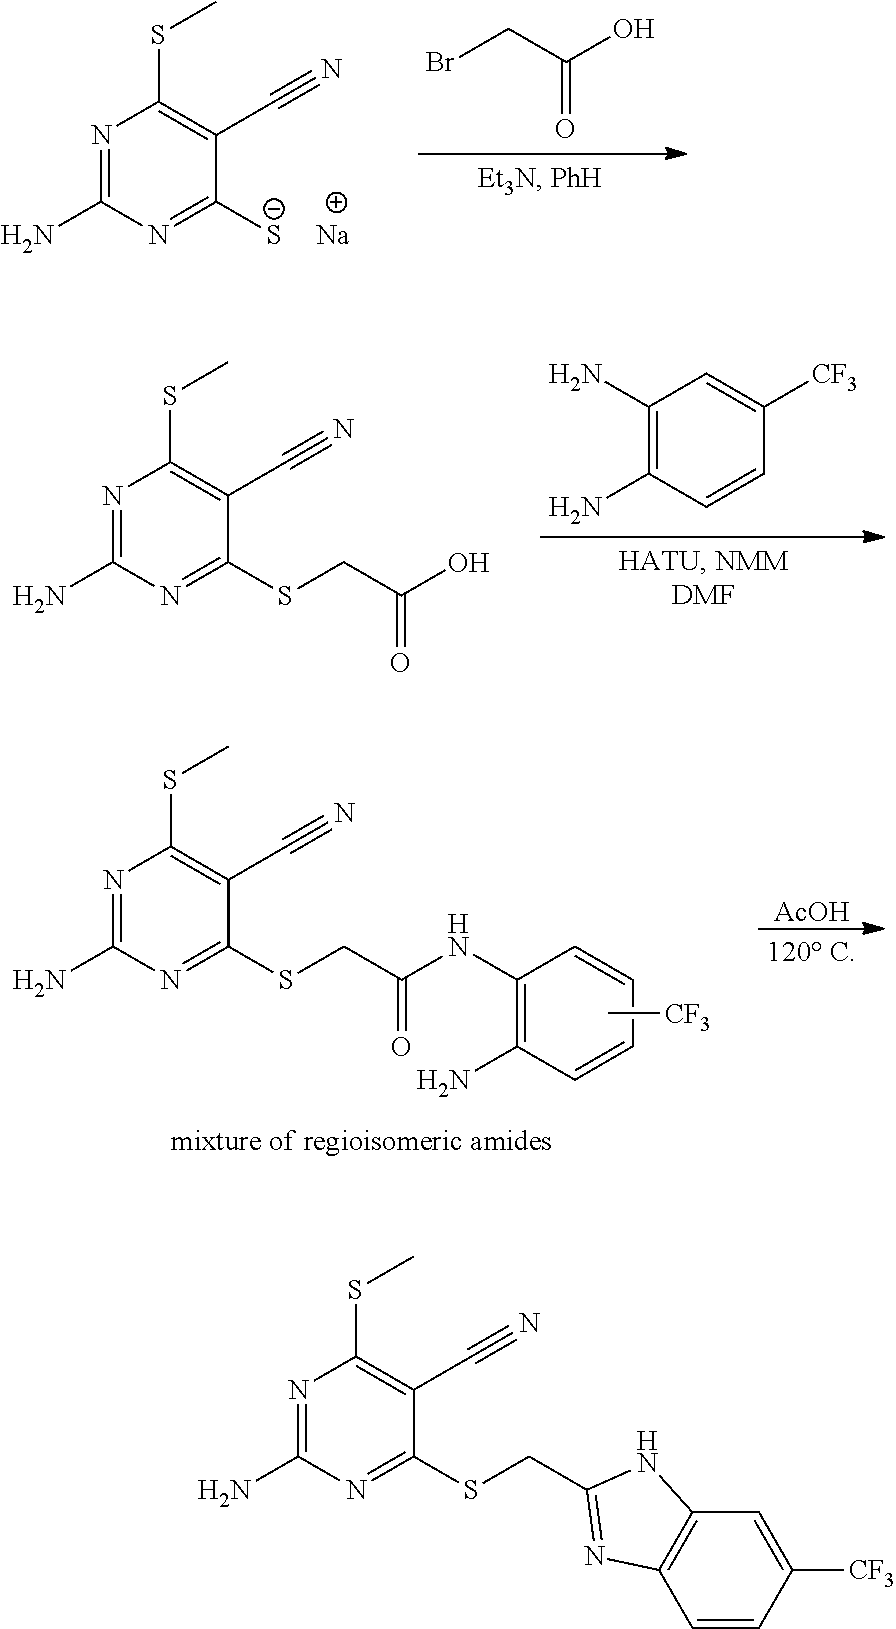 S
N
N
H₂N
N
S⊖ Na⊕
Br
OH
O
Et₃N, PhH
S
N
N
H₂N
N
S
OH
O
H₂N
H₂N
CF₃
HATU, NMM
DMF
S
N
N
H₂N
N
S
O
H
N
H₂N
CF₃
AcOH
120° C.
mixture of regioisomeric amides
S
N
N
H₂N
N
S
H
N
N
CF₃